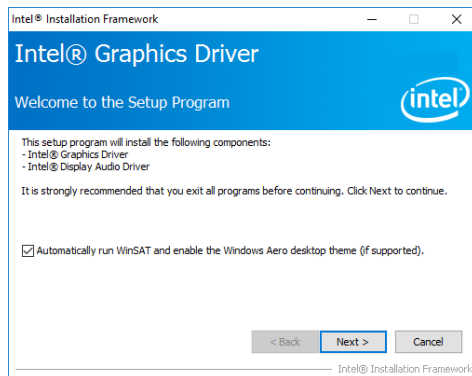 Intel® Installation Framework
Intel® Graphics Driver
Welcome to the Setup Program
intel
This setup program will install the following components:
- Intel® Graphics Driver
- Intel® Display Audio Driver
It is strongly recommended that you exit all programs before continuing. Click Next to continue.
Automatically run WinSAT and enable the Windows Aero desktop theme (if supported).
< Back Next > Cancel
Intel® Installation Framework